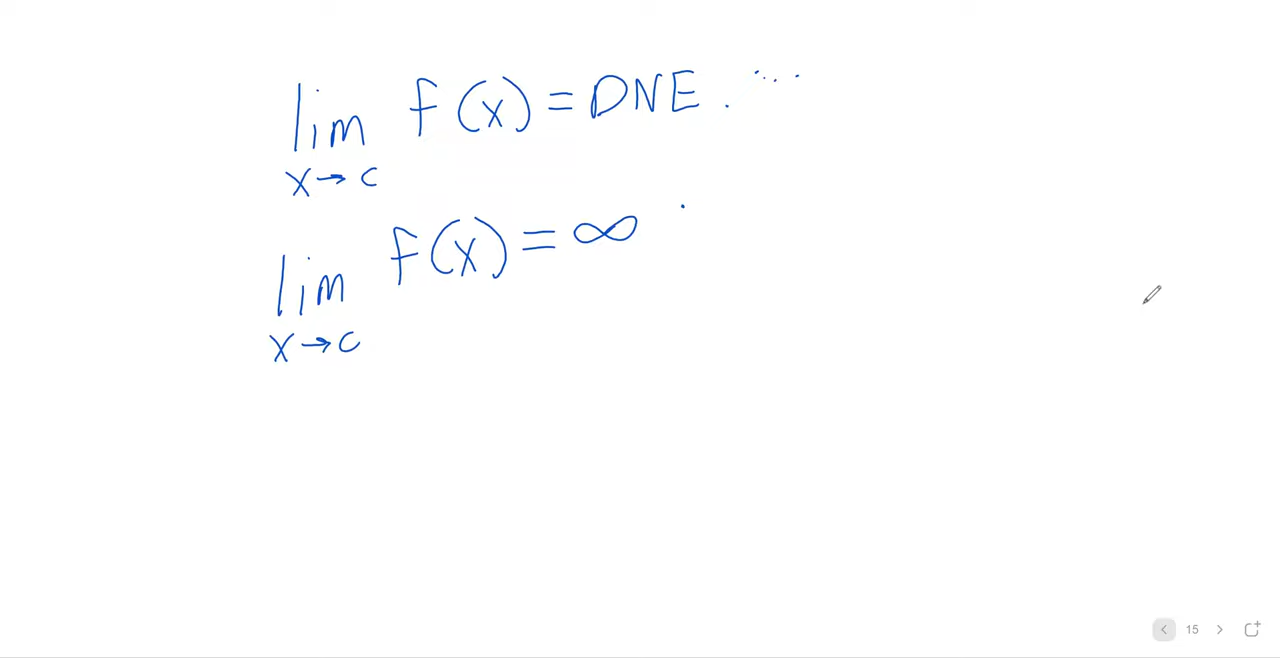 lim f(x) = DNE.
x→c
lim f(x) = ∞
x→c
15